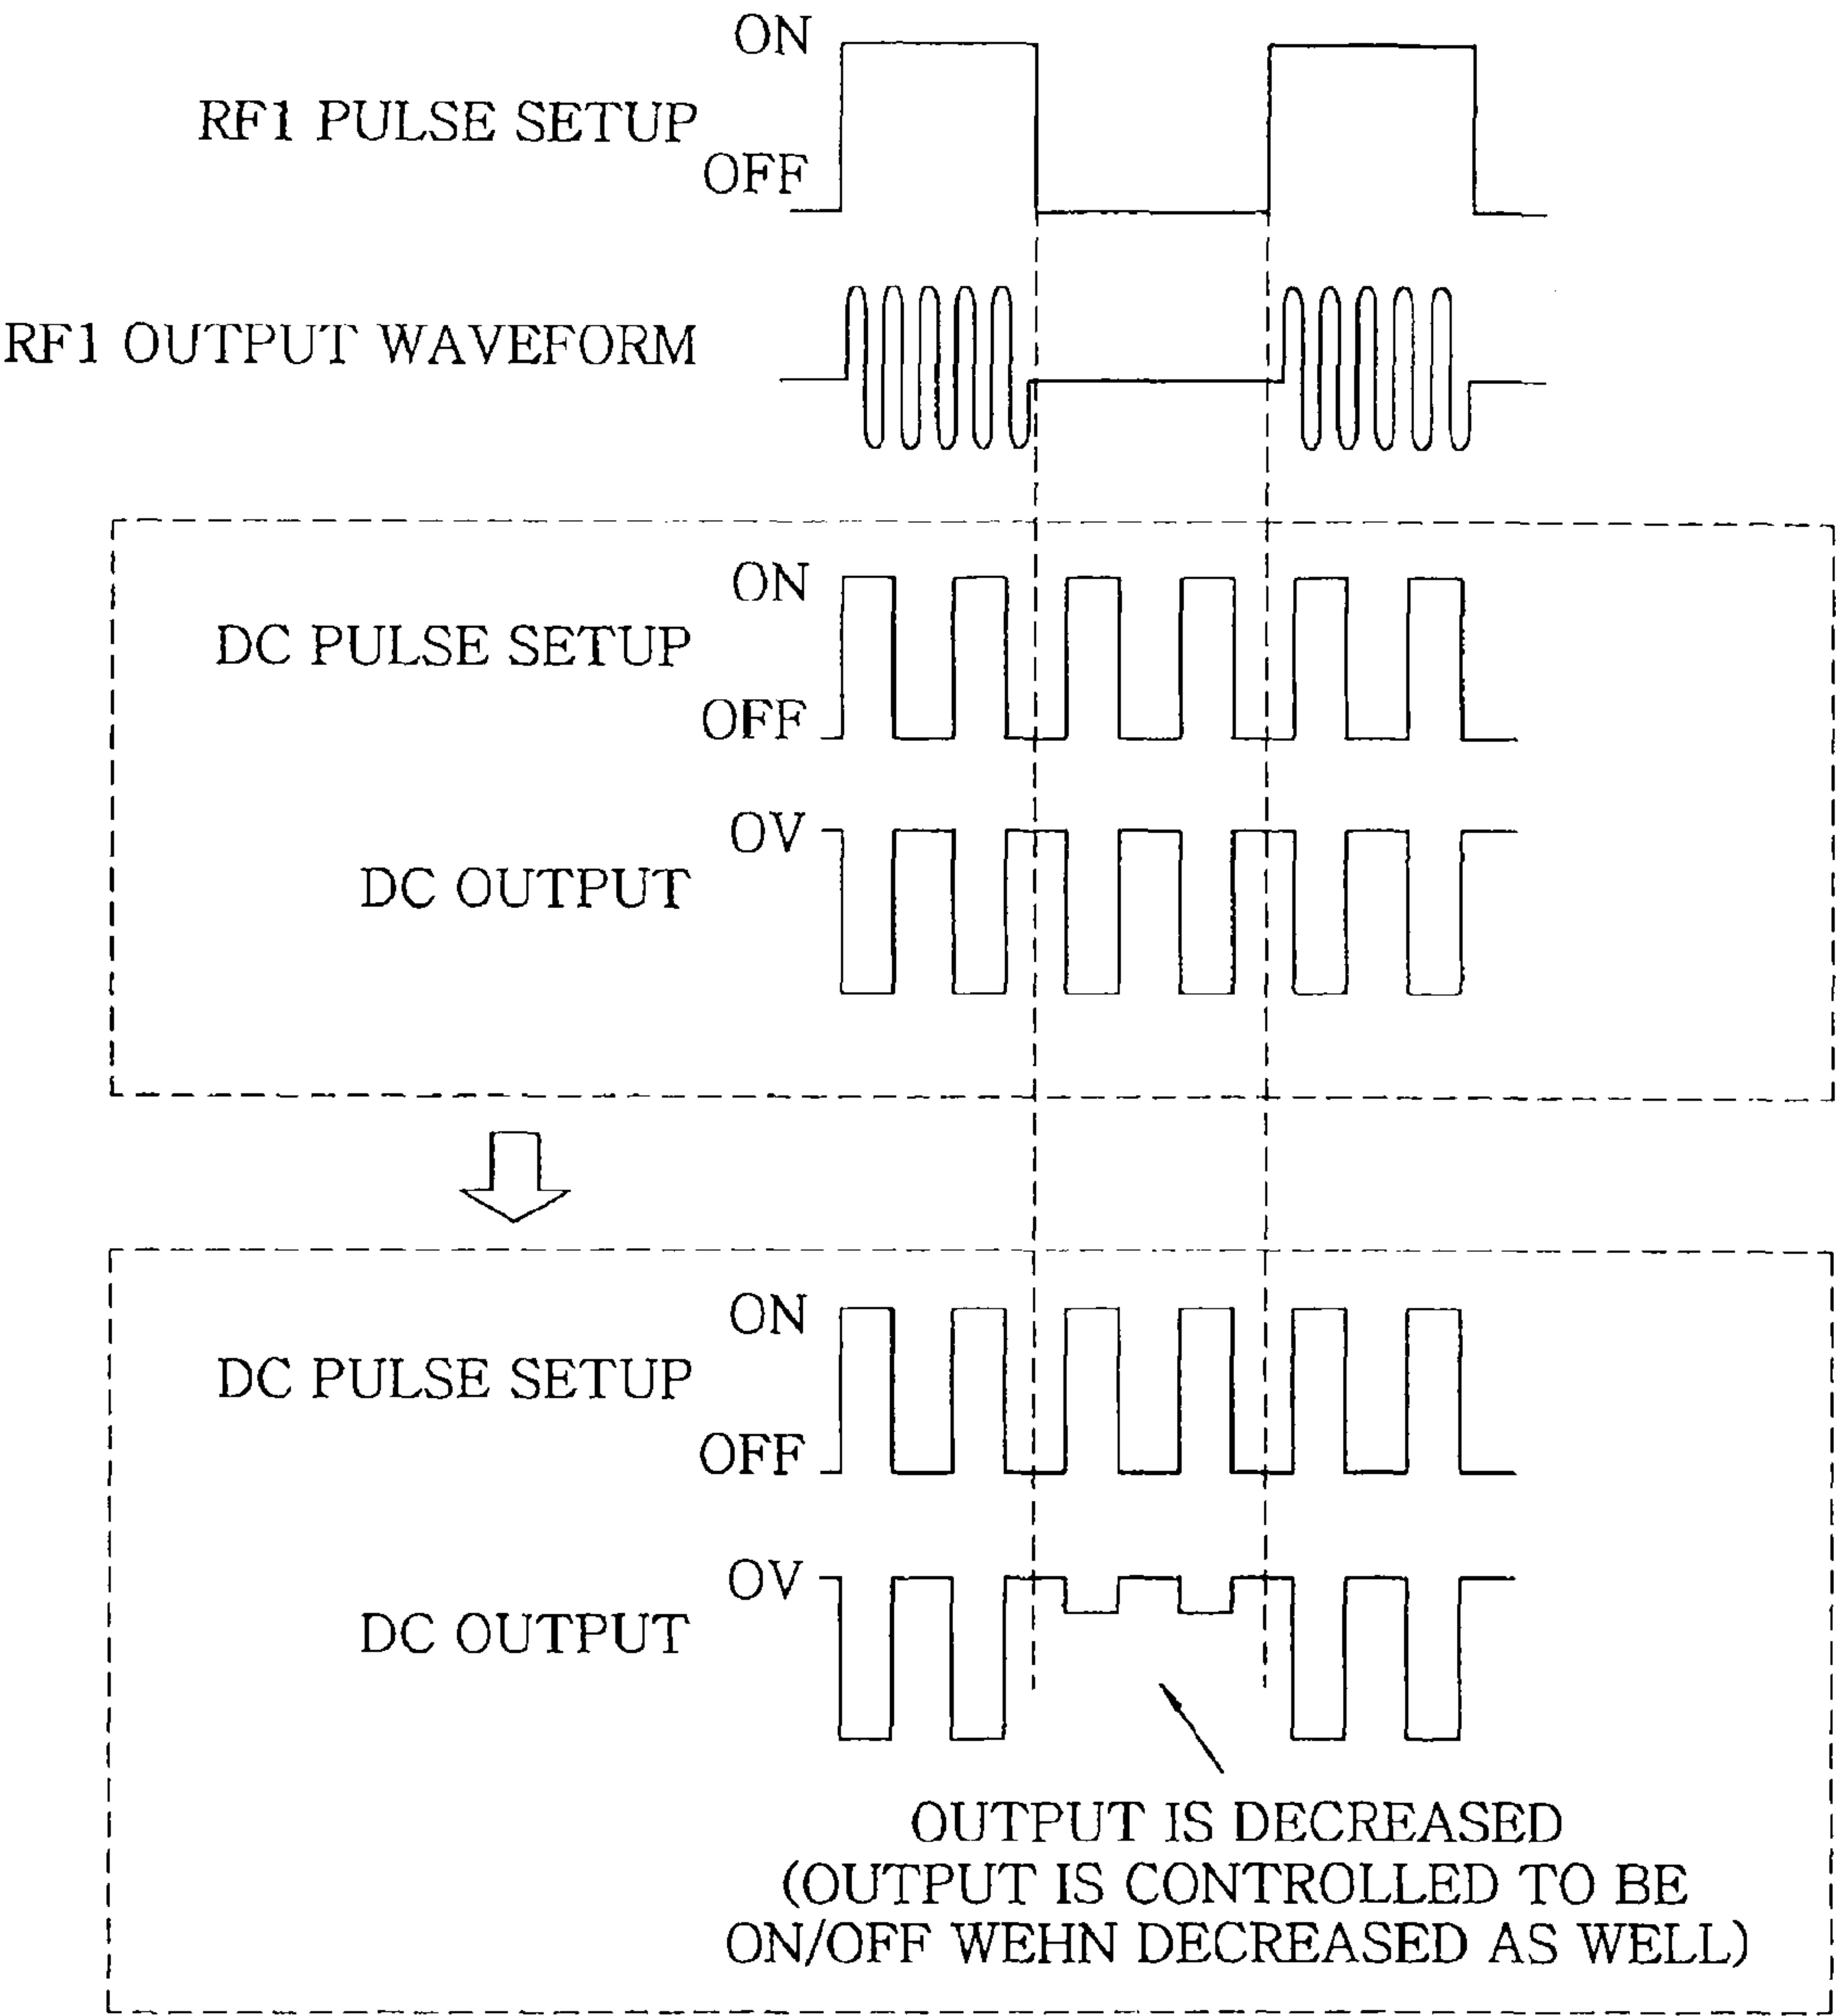 ON
RF1 PULSE SETUP
OFF
RF1 OUTPUT WAVEFORM
ON
DC PULSE SETUP
OFF
OV
DC OUTPUT
ON
DC PULSE SETUP
OFF
OV
DC OUTPUT
OUTPUT IS DECREASED
(OUTPUT IS CONTROLLED TO BE
ON/OFF WEHN DECREASED AS WELL)